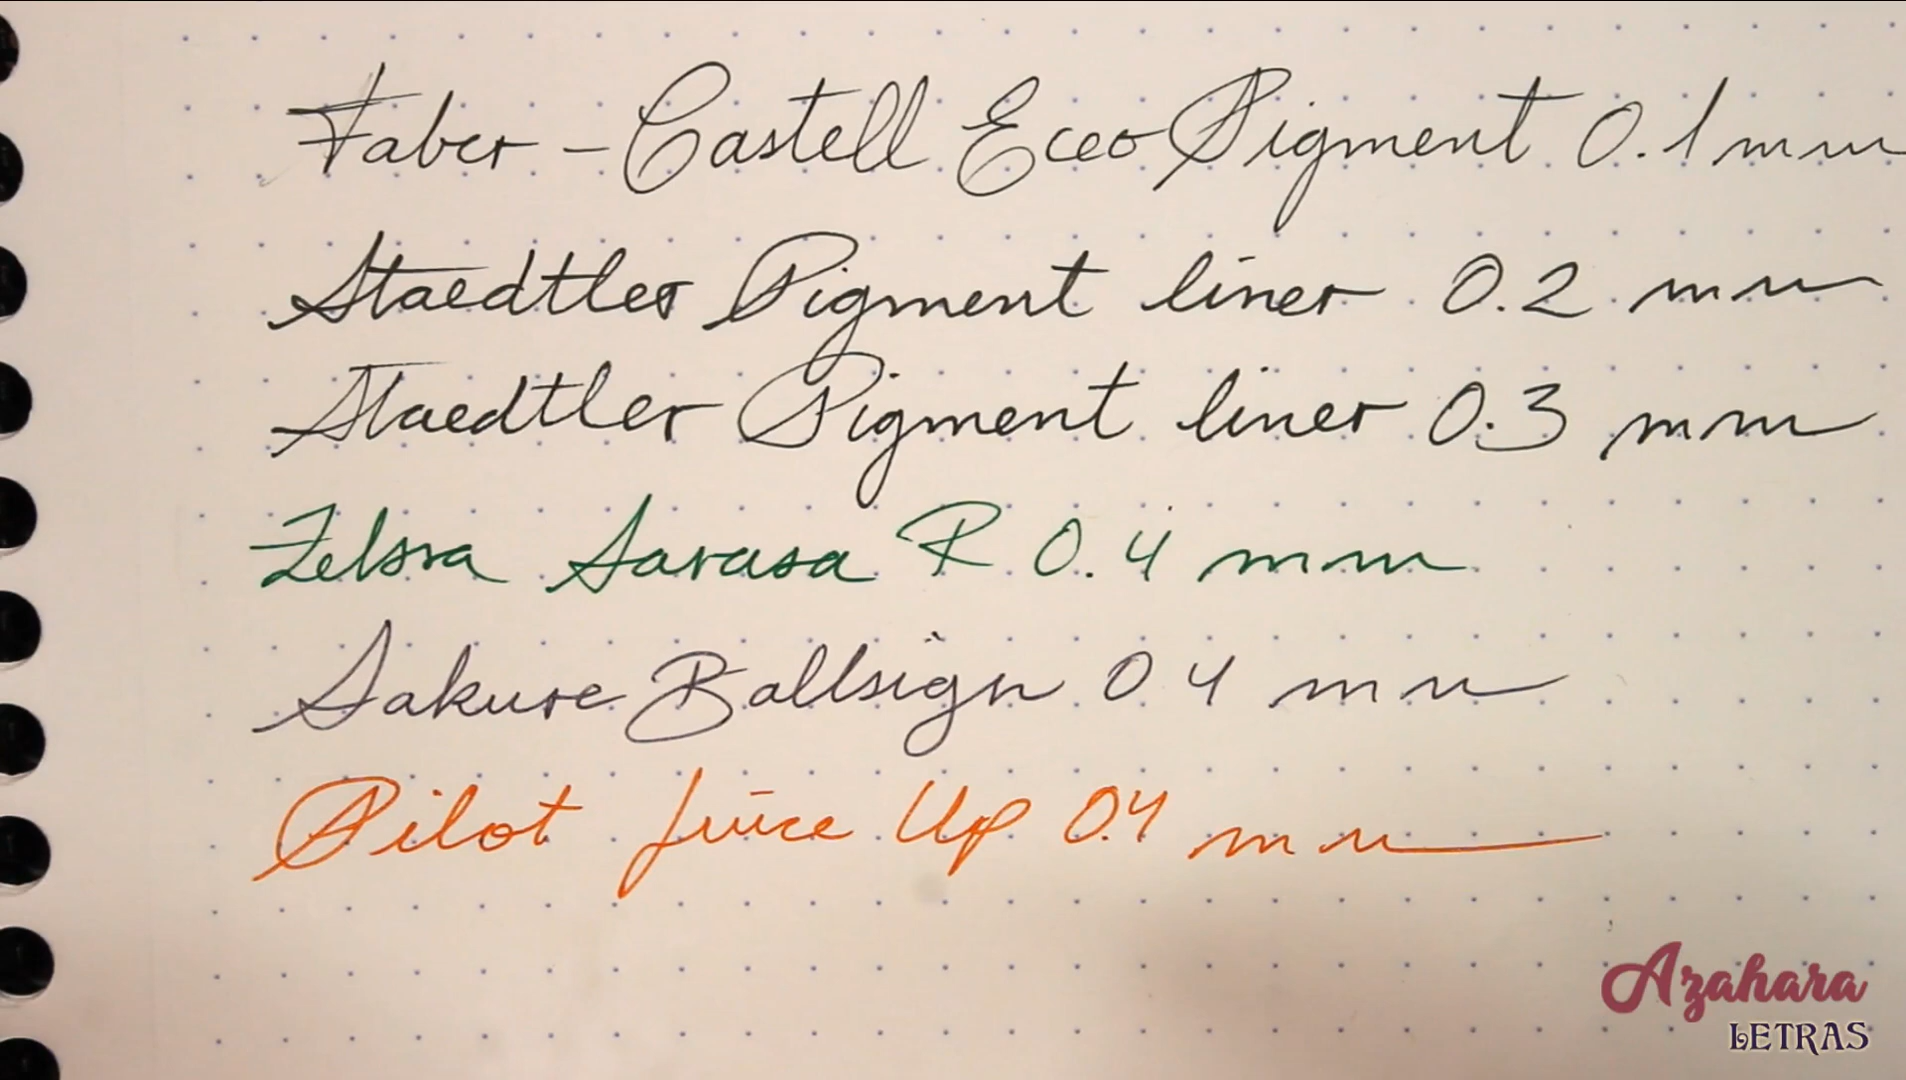 Faber-Castell Ecco Pigment 0.1 mm
Staedtler Pigment liner 0.2 mm
Staedtler Pigment liner 0.3 mm
Zebra Sarasa R 0.4 mm
Sakura Ballsign 0 4 mm
Pilot Juice Up 0.4 mm
Azahara
LETRAS